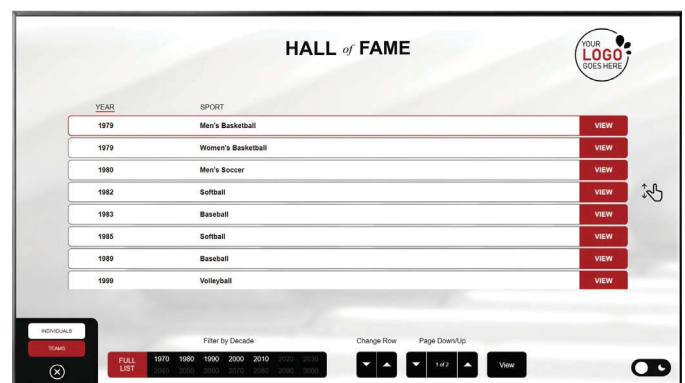 HALL of FAME
YOUR
LOGO
GOES HERE
YEAR SPORT
1979 Men's Basketball VIEW
1979 Women's Basketball VIEW
1980 Men's Soccer VIEW
1982 Softball VIEW
1983 Baseball VIEW
1985 Softball VIEW
1989 Baseball VIEW
1999 Volleyball VIEW
INDIVIDUALS
TEAMS
Filter by Decade Change Row Page Down/Up
FULL LIST
1970 1980 1990 2000 2010 2020 2030
2040 2050 2060 2070 2080 2090 3000
1 of 2
View